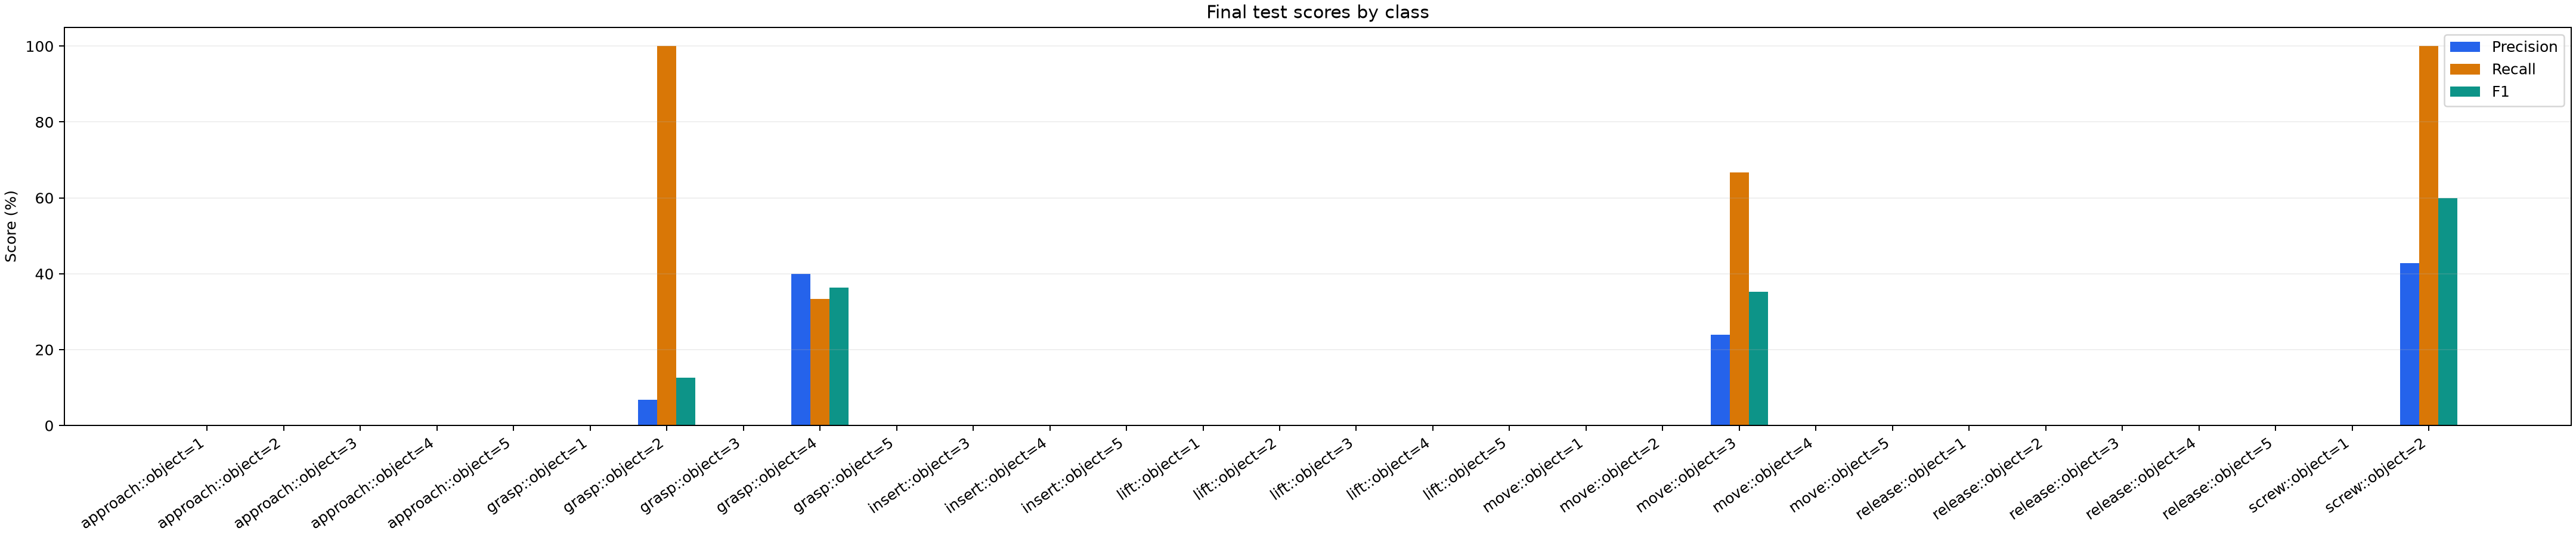 Final test scores by class
Precision
Recall
F1
Score (%)
100
80
60
40
20
0
approach::object=1
approach::object=2
approach::object=3
approach::object=4
approach::object=5
grasp::object=1
grasp::object=2
grasp::object=3
grasp::object=4
grasp::object=5
insert::object=3
insert::object=4
insert::object=5
lift::object=1
lift::object=2
lift::object=3
lift::object=4
lift::object=5
move::object=1
move::object=2
move::object=3
move::object=4
move::object=5
release::object=1
release::object=2
release::object=3
release::object=4
release::object=5
screw::object=1
screw::object=2